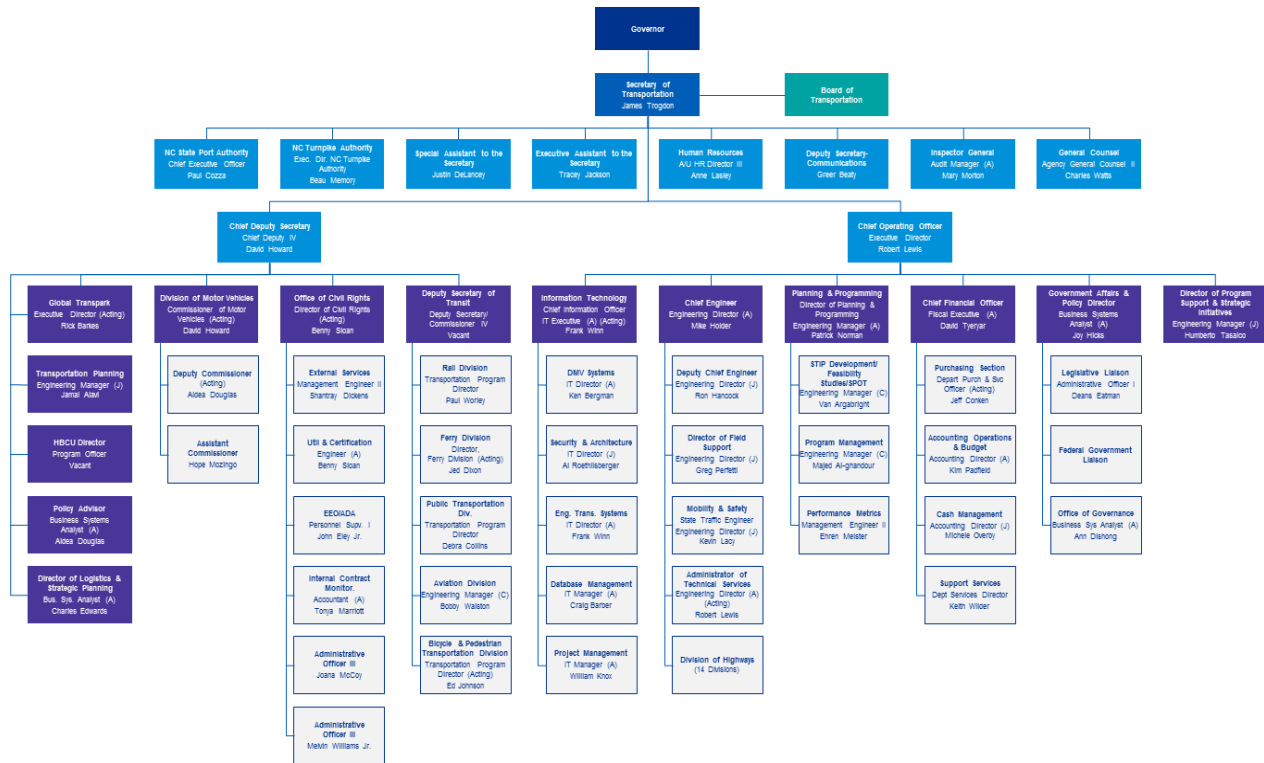 Governor
Secretary of
Transportation
James Trogdon
Board of
Transportation
NC State Port Authority
Chief Executive Officer
Paul Cozza
NC Turnpike Authority
Exec. Dir. NC Turnpike
Authority
Beau Memory
Special Assistant to the
Secretary
Justin DeLancey
Executive Assistant to the
Secretary
Tracey Jackson
Human Resources
A/U HR Director III
Anne Lasley
Deputy Secretary-
Communications
Greer Beaty
Inspector General
Audit Manager (A)
Mary Morton
General Counsel
Agency General Counsel II
Charles Watts
Chief Deputy Secretary
Chief Deputy IV
David Howard
Chief Operating Officer
Executive Director
Robert Lewis
Global Transpark
Executive Director (Acting)
Rick Barkes
Division of Motor Vehicles
Commissioner of Motor
Vehicles (Acting)
David Howard
Office of Civil Rights
Director of Civil Rights
(Acting)
Benny Sloan
Deputy Secretary of
Transit
Deputy Secretary/
Commissioner IV
Vacant
Information Technology
Chief Information Officer
IT Executive (A) (Acting)
Frank Winn
Chief Engineer
Engineering Director (A)
Mike Holder
Planning & Programming
Director of Planning &
Programming
Engineering Manager (A)
Patrick Norman
Chief Financial Officer
Fiscal Executive (A)
David Tyeryar
Government Affairs &
Policy Director
Business Systems
Analyst (A)
Joy Hicks
Director of Program
Support & Strategic
Initiatives
Engineering Manager (J)
Humberto Tasaico
Transportation Planning
Engineering Manager (J)
Jamal Alavi
Deputy Commissioner
(Acting)
Aldea Douglas
External Services
Management Engineer II
Shantray Dickens
Rail Division
Transportation Program
Director
Paul Worley
DMV Systems
IT Director (A)
Ken Bergman
Deputy Chief Engineer
Engineering Director (J)
Ron Hancock
STIP Development/
Feasibility
Studies/SPOT
Engineering Manager (C)
Van Argabright
Purchasing Section
Depart Purch & Svc
Officer (Acting)
Jeff Conken
Legislative Liaison
Administrative Officer I
Deans Eatman
HBCU Director
Program Officer
Vacant
Assistant
Commissioner
Hope Mozingo
Util & Certification
Engineer (A)
Benny Sloan
Ferry Division
Director,
Ferry Division (Acting)
Jed Dixon
Security & Architecture
IT Director (J)
Al Roethlisberger
Director of Field
Support
Engineering Director (J)
Greg Perfetti
Program Management
Engineering Manager (C)
Majed Al-ghandour
Accounting Operations
& Budget
Accounting Director (A)
Kim Padfield
Federal Government
Liaison
Policy Advisor
Business Systems
Analyst (A)
Aldea Douglas
EEO/ADA
Personnel Supv. I
John Eley Jr.
Public Transportation
Div.
Transportation Program
Director
Debra Collins
Eng. Trans. Systems
IT Director (A)
Frank Winn
Mobility & Safety
State Traffic Engineer
Engineering Director (J)
Kevin Lacy
Performance Metrics
Management Engineer II
Ehren Meister
Cash Management
Accounting Director (J)
Michele Overby
Office of Governance
Business Sys Analyst (A)
Ann Dishong
Director of Logistics &
Strategic Planning
Bus. Sys. Analyst (A)
Charles Edwards
Internal Contract
Monitor.
Accountant (A)
Tonya Marriott
Aviation Division
Engineering Manager (C)
Bobby Walston
Database Management
IT Manager (A)
Craig Barber
Administrator of
Technical Services
Engineering Director (A)
(Acting)
Robert Lewis
Support Services
Dept Services Director
Keith Wilder
Administrative
Officer III
Joana McCoy
Bicycle & Pedestrian
Transportation Division
Transportation Program
Director (Acting)
Ed Johnson
Project Management
IT Manager (A)
William Knox
Division of Highways
(14 Divisions)
Administrative
Officer III
Melvin Williams Jr.